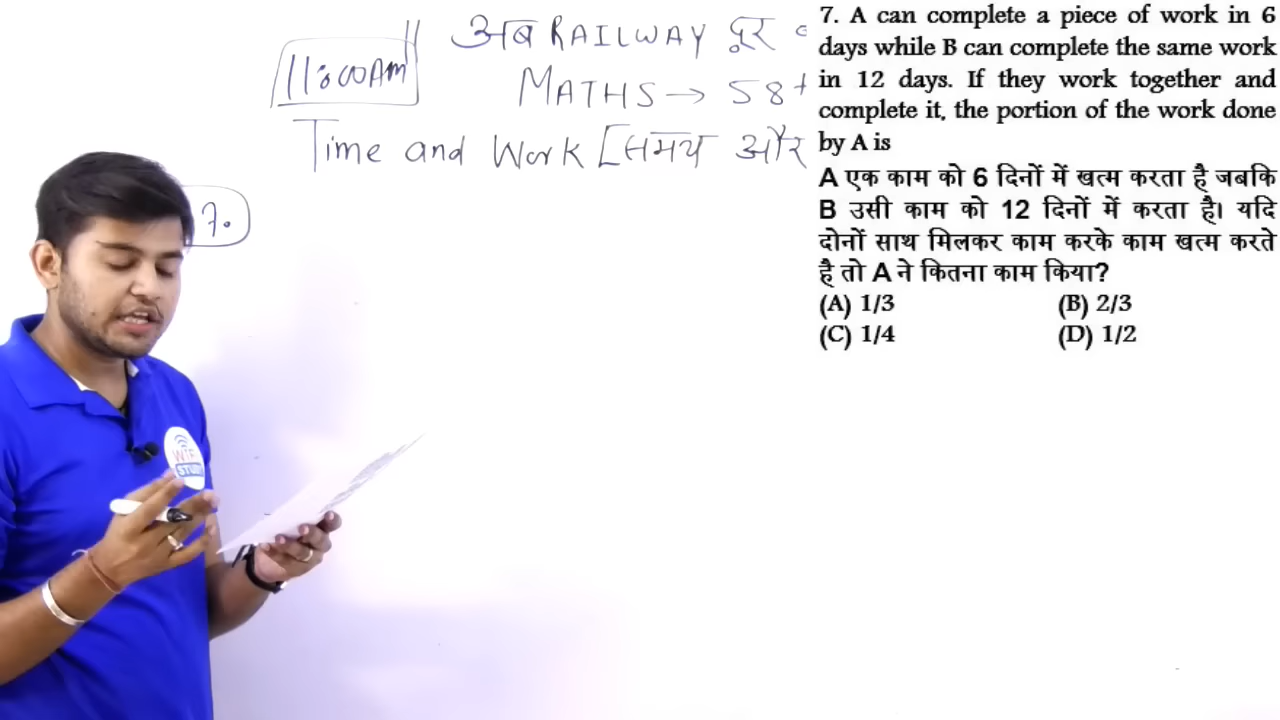 11:00AM
अब RAILWAY दूर
MATHS → 58+
Time and Work [समय और
7.
WiFi
STUDY
7. A can complete a piece of work in 6
days while B can complete the same work
in 12 days. If they work together and
complete it, the portion of the work done
by A is
A एक काम को 6 दिनों में खत्म करता है जबकि
B उसी काम को 12 दिनों में करता है। यदि
दोनों साथ मिलकर काम करके काम खत्म करते
है तो A ने कितना काम किया?
(A) 1/3 (B) 2/3
(C) 1/4 (D) 1/2